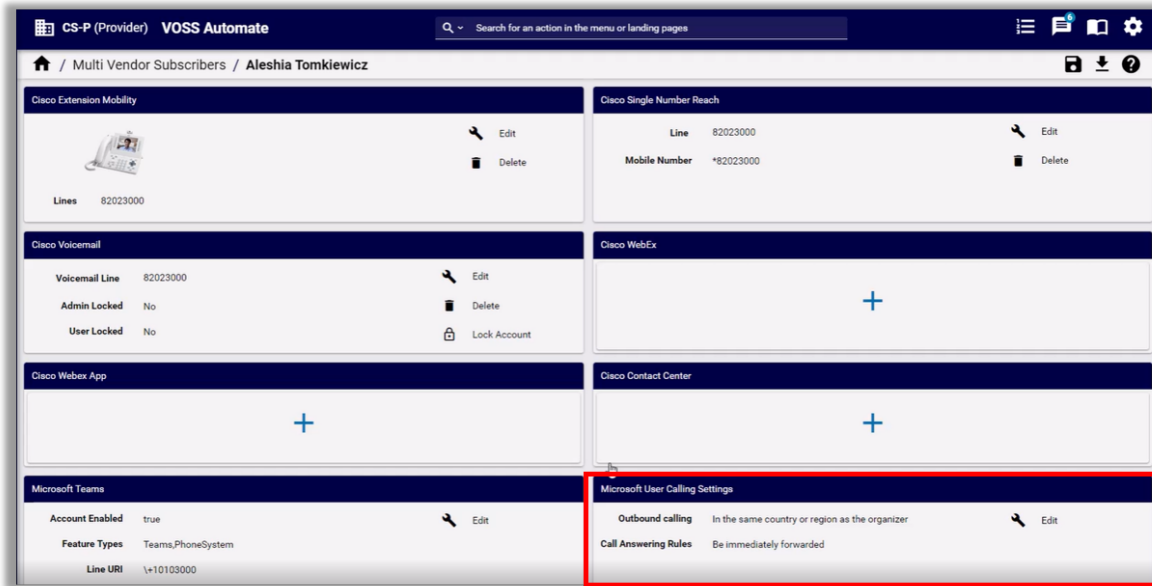 CS-P (Provider) VOSS Automate
Search for an action in the menu or landing pages
6
/ Multi Vendor Subscribers / Aleshia Tomkiewicz
Cisco Extension Mobility
Edit
Delete
Lines 82023000
Cisco Single Number Reach
Line 82023000
Edit
Mobile Number *82023000
Delete
Cisco Voicemail
Voicemail Line 82023000
Edit
Admin Locked No
Delete
User Locked No
Lock Account
Cisco WebEx
+
Cisco Webex App
+
Cisco Contact Center
+
Microsoft Teams
Account Enabled true
Edit
Feature Types Teams,PhoneSystem
Line URI \+10103000
Microsoft User Calling Settings
Outbound calling In the same country or region as the organizer
Edit
Call Answering Rules Be immediately forwarded